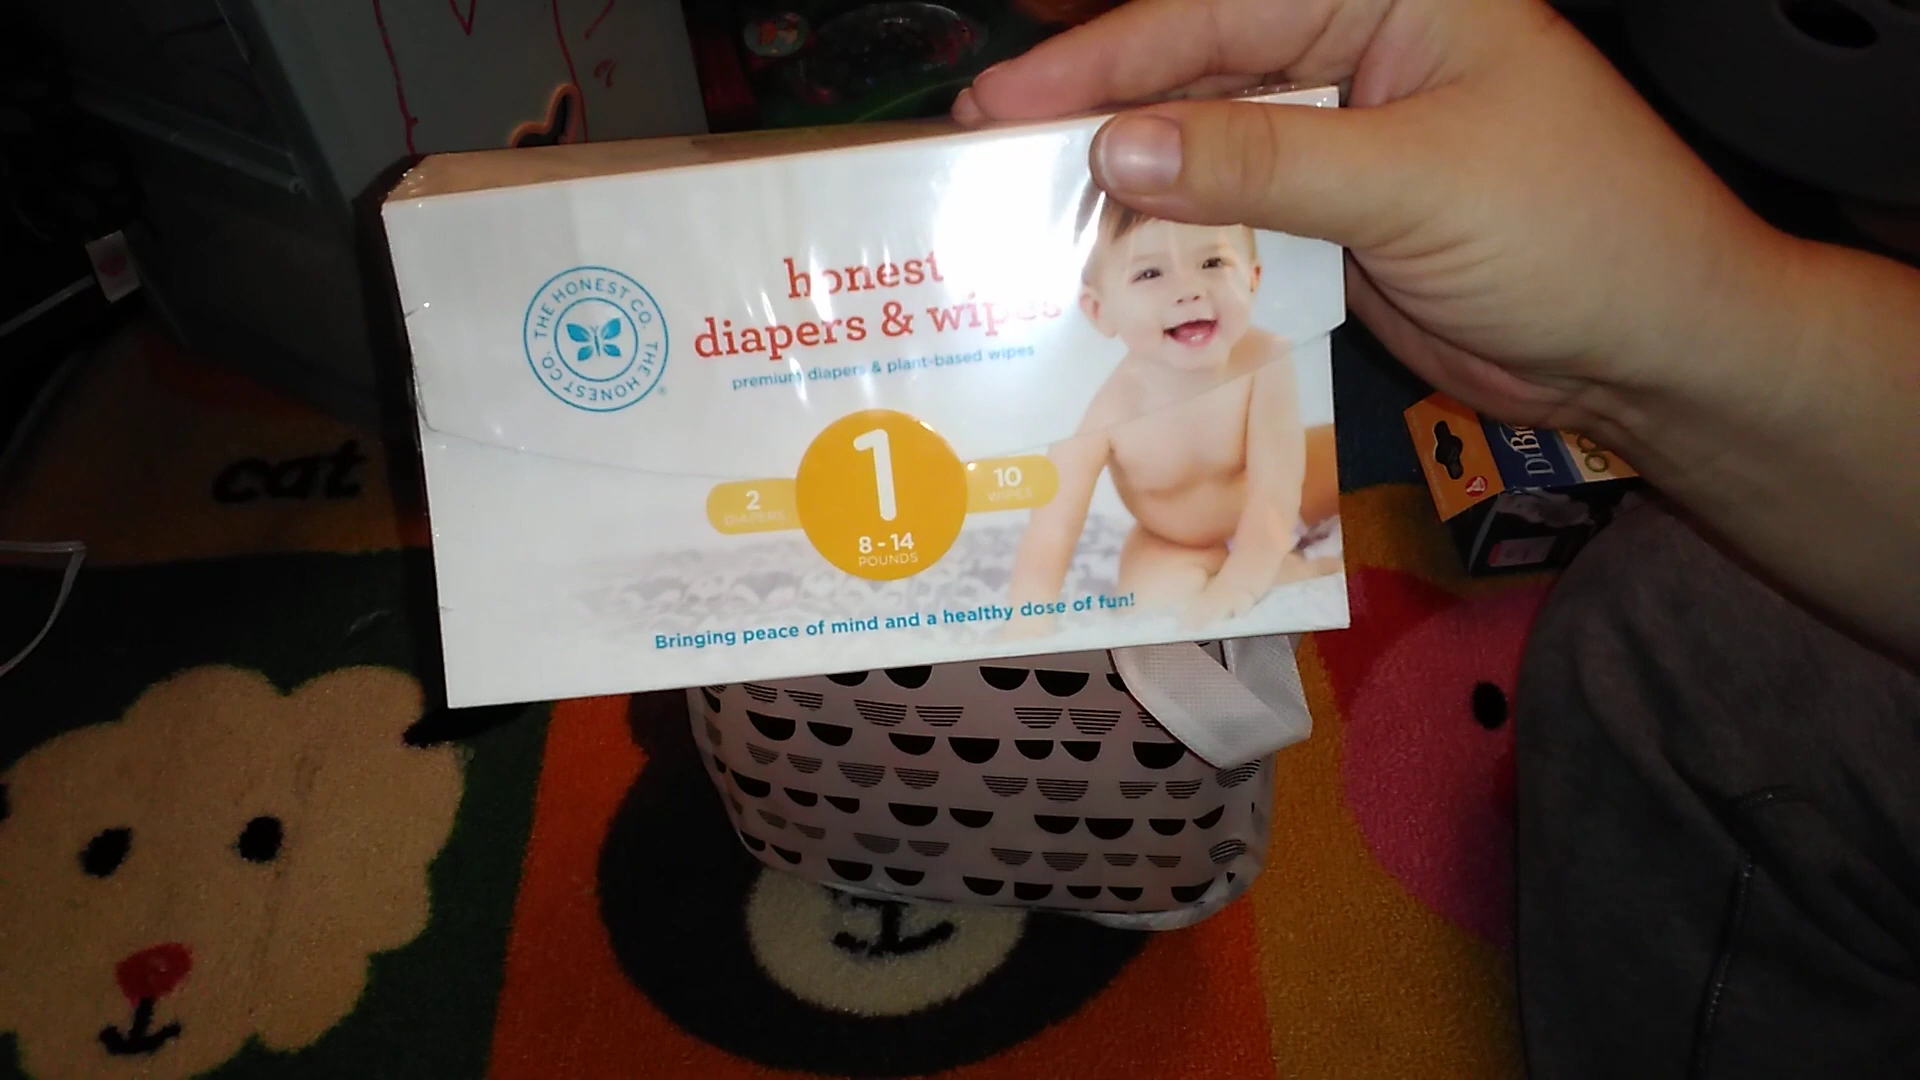 THE HONEST CO. THE HONEST CO.
honest
diapers & wipes
premium diapers & plant-based wipes
2
DIAPERS
1
8 - 14
POUNDS
10
WIPES
Bringing peace of mind and a healthy dose of fun!
cat